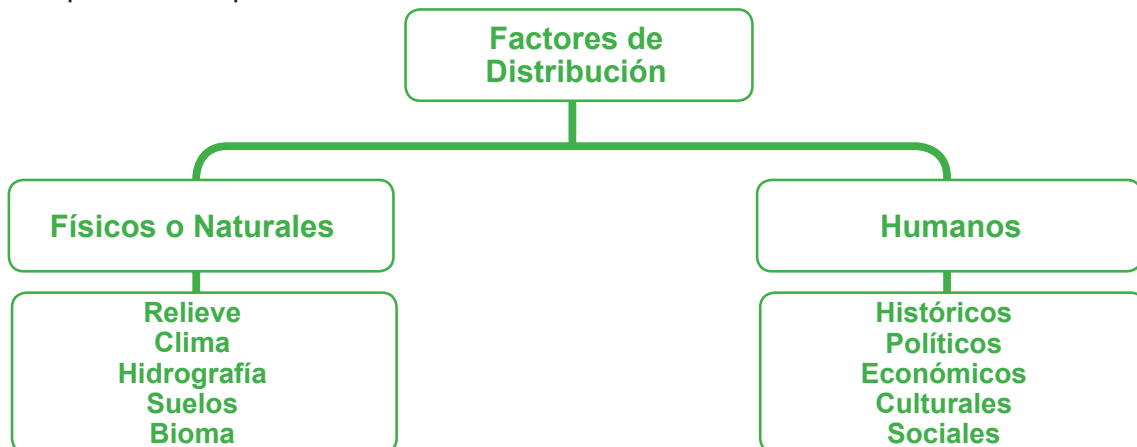 Factores de
Distribución
Físicos o Naturales
Humanos
Relieve
Clima
Hidrografía
Suelos
Bioma
Históricos
Políticos
Económicos
Culturales
Sociales